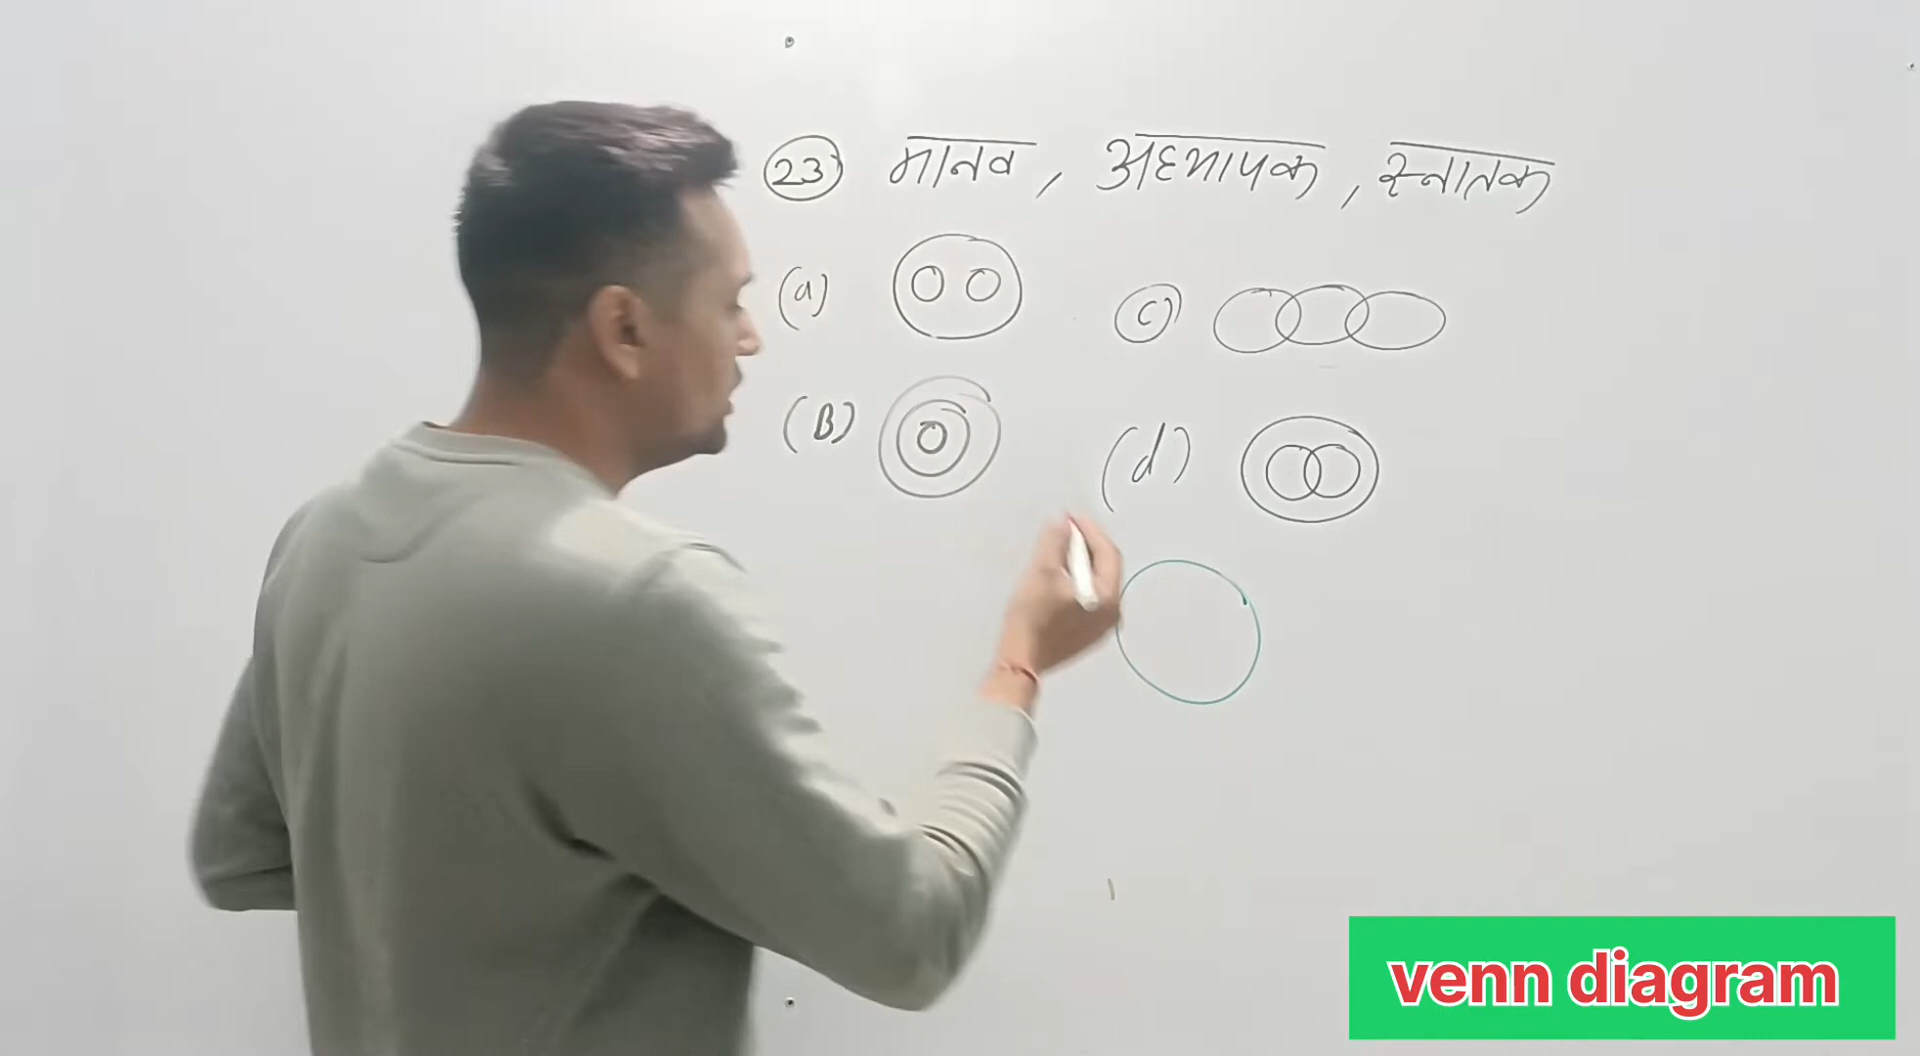 23 मानव, अध्यापक, स्नातक
(a)
(c)
(B)
(d)
venn diagram